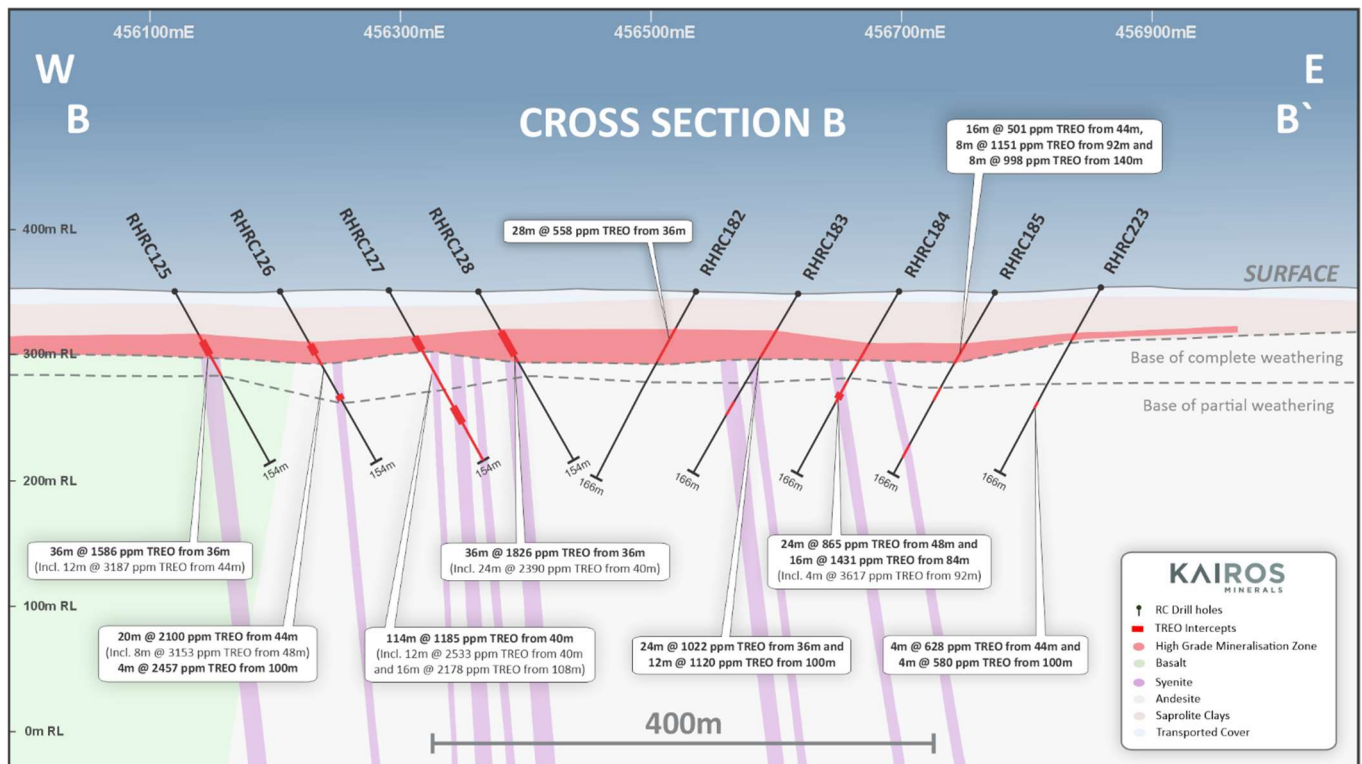 456100mE
456300mE
456500mE
456700mE
456900mE
W
E
B
B`
CROSS SECTION B
16m @ 501 ppm TREO from 44m,
8m @ 1151 ppm TREO from 92m and
8m @ 998 ppm TREO from 140m
400m RL
RHRC125
RHRC126
RHRC127
RHRC128
28m @ 558 ppm TREO from 36m
RHRC182
RHRC183
RHRC184
RHRC185
RHRC223
SURFACE
300m RL
Base of complete weathering
Base of partial weathering
200m RL
154m
154m
154m
154m
166m
166m
166m
166m
166m
36m @ 1586 ppm TREO from 36m
(Incl. 12m @ 3187 ppm TREO from 44m)
36m @ 1826 ppm TREO from 36m
(Incl. 24m @ 2390 ppm TREO from 40m)
24m @ 865 ppm TREO from 48m and
16m @ 1431 ppm TREO from 84m
(Incl. 4m @ 3617 ppm TREO from 92m)
100m RL
20m @ 2100 ppm TREO from 44m
(Incl. 8m @ 3153 ppm TREO from 48m)
4m @ 2457 ppm TREO from 100m
114m @ 1185 ppm TREO from 40m
(Incl. 12m @ 2533 ppm TREO from 40m
and 16m @ 2178 ppm TREO from 108m)
24m @ 1022 ppm TREO from 36m and
12m @ 1120 ppm TREO from 100m
4m @ 628 ppm TREO from 44m and
4m @ 580 ppm TREO from 100m
0m RL
400m
KAIROS
MINERALS
RC Drill holes
TREO Intercepts
High Grade Mineralisation Zone
Basalt
Syenite
Andesite
Saprolite Clays
Transported Cover